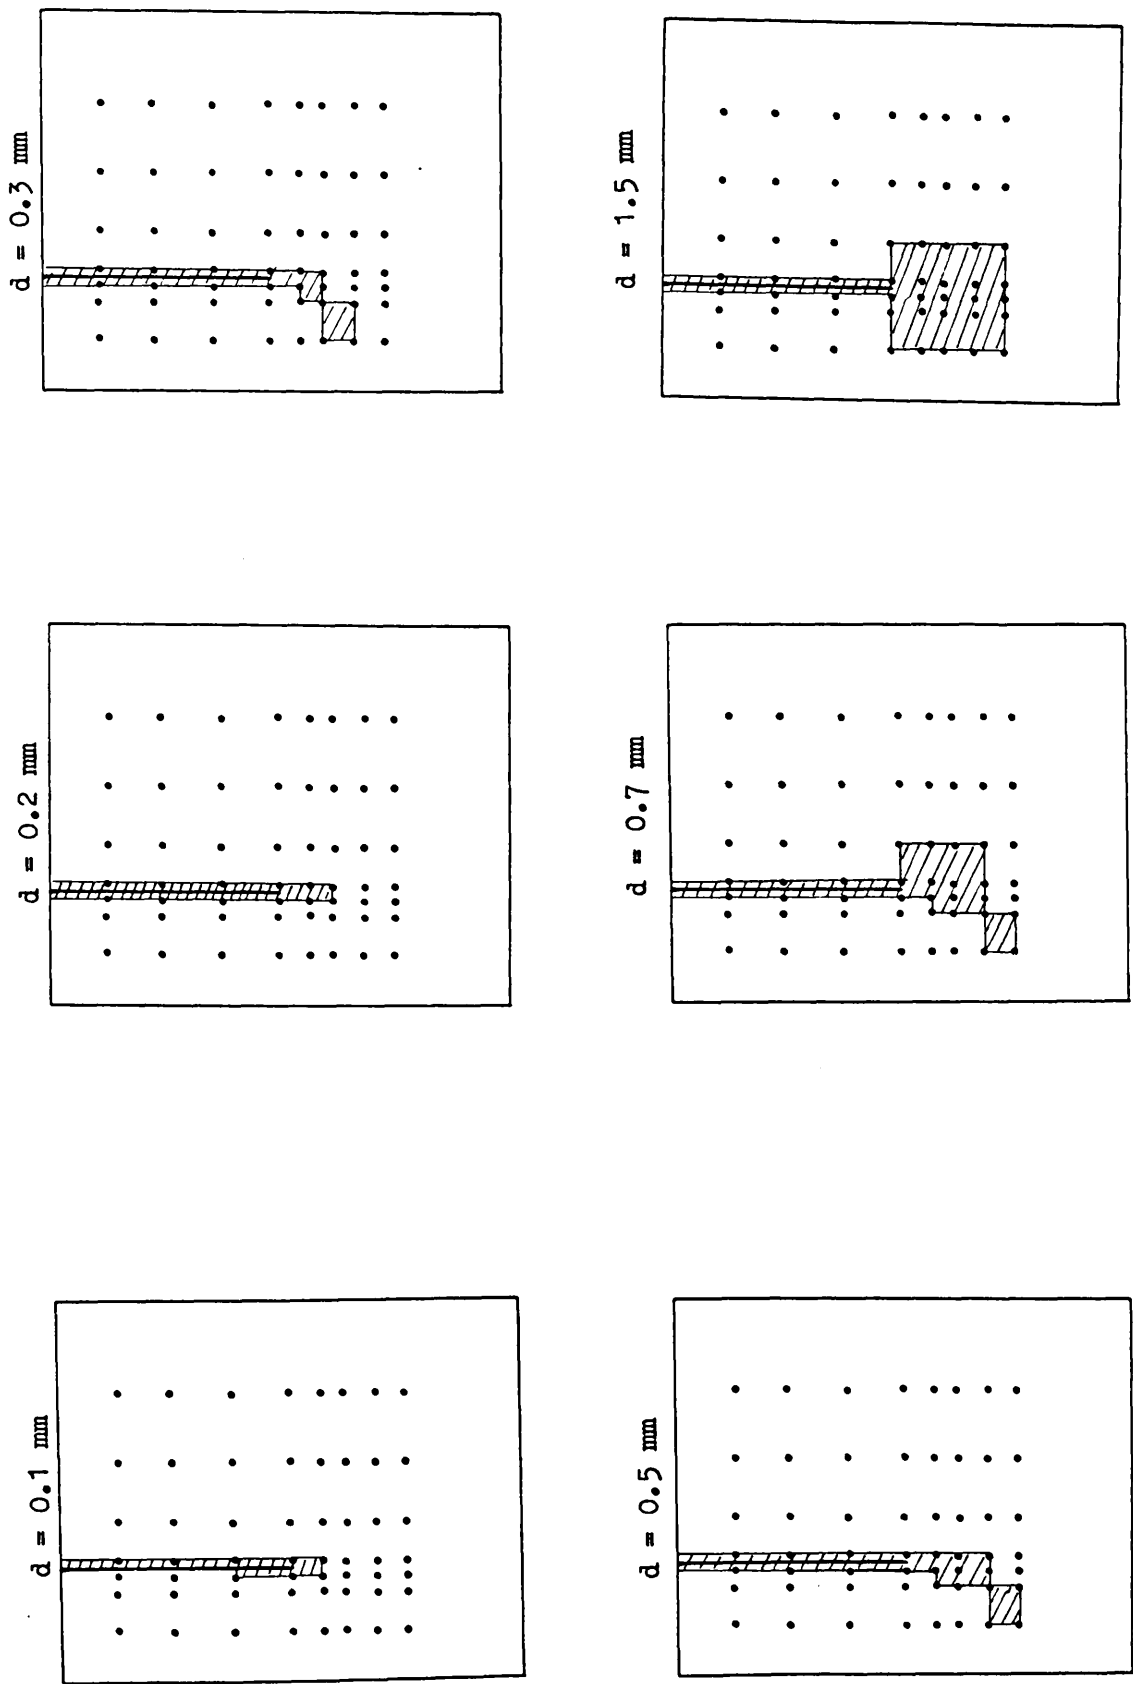 d = 0.1 mm
d = 0.2 mm
d = 0.3 mm
d = 0.5 mm
d = 0.7 mm
d = 1.5 mm